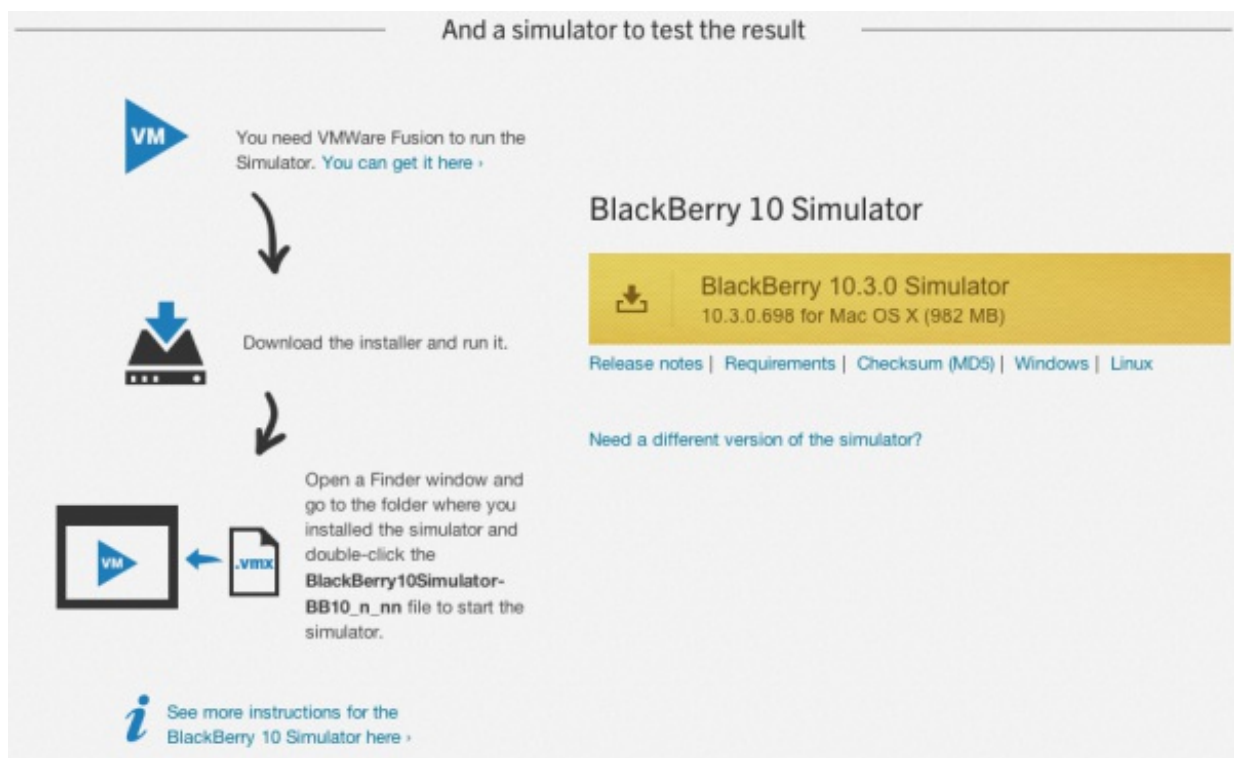 And a simulator to test the result
VM
You need VMWare Fusion to run the
Simulator. You can get it here ›
Download the installer and run it.
VM
.vmx
Open a Finder window and
go to the folder where you
installed the simulator and
double-click the
BlackBerry10Simulator-
BB10_n_nn file to start the
simulator.
i
See more instructions for the
BlackBerry 10 Simulator here ›
BlackBerry 10 Simulator
BlackBerry 10.3.0 Simulator
10.3.0.698 for Mac OS X (982 MB)
Release notes | Requirements | Checksum (MD5) | Windows | Linux
Need a different version of the simulator?